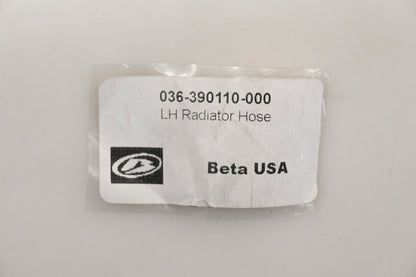 036-390110-000
LH Radiator Hose
Beta USA